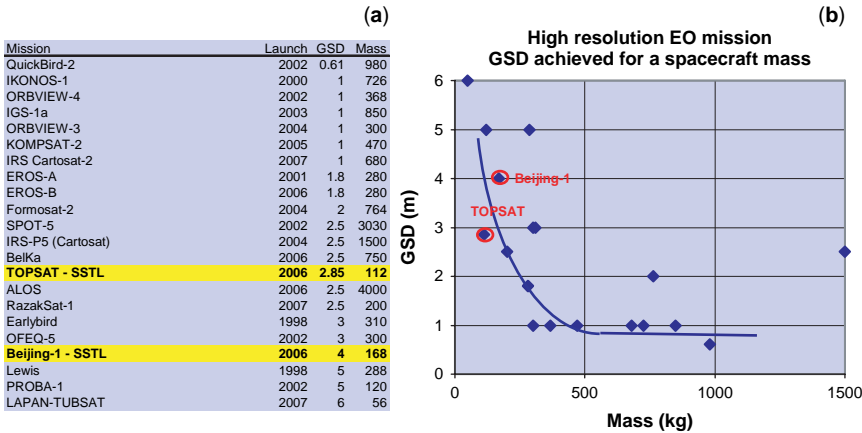 (a)
Mission Launch GSD Mass
QuickBird-2 2002 0.61 980
IKONOS-1 2000 1 726
ORBVIEW-4 2002 1 368
IGS-1a 2003 1 850
ORBVIEW-3 2004 1 300
KOMPSAT-2 2005 1 470
IRS Cartosat-2 2007 1 680
EROS-A 2001 1.8 280
EROS-B 2006 1.8 280
Formosat-2 2004 2 764
SPOT-5 2002 2.5 3030
IRS-P5 (Cartosat) 2004 2.5 1500
BelKa 2006 2.5 750
TOPSAT - SSTL 2006 2.85 112
ALOS 2006 2.5 4000
RazakSat-1 2007 2.5 200
Earlybird 1998 3 310
OFEQ-5 2002 3 300
Beijing-1 - SSTL 2006 4 168
Lewis 1998 5 288
PROBA-1 2002 5 120
LAPAN-TUBSAT 2007 6 56
(b)
High resolution EO mission
GSD achieved for a spacecraft mass
GSD (m)
6
5
4
3
2
1
0
Beijing-1
TOPSAT
0 500 1000 1500
Mass (kg)